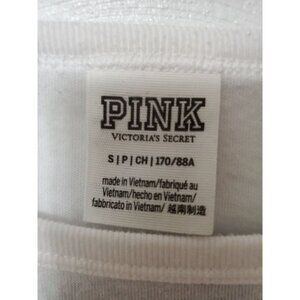 PINK
VICTORIA'S SECRET
S | P | CH | 170/88A
made in Vietnam/fabriqué au
Vietnam/hecho en Vietnam/
fabbricato in Vietnam/ 越南制造